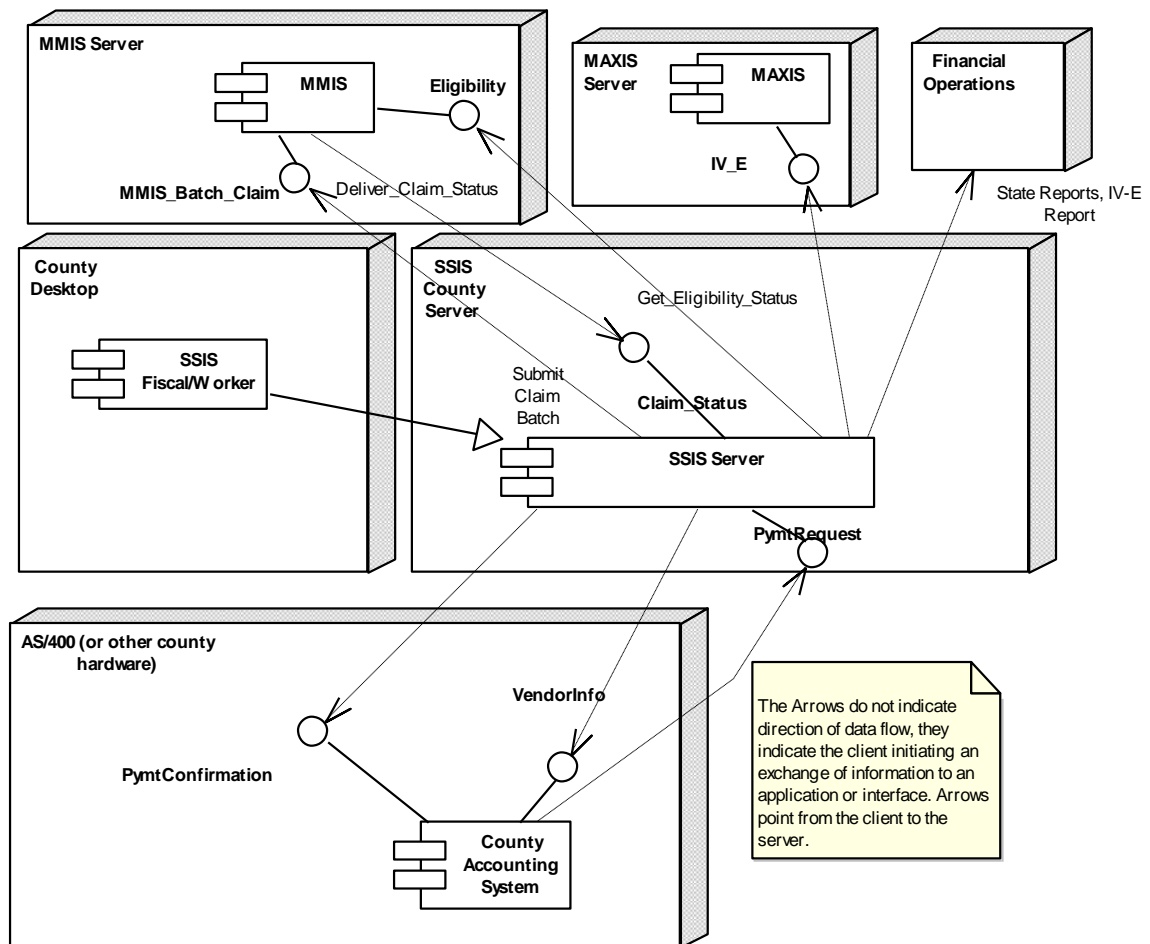 MMIS Server
MMIS
Eligibility
MMIS_Batch_Claim
Deliver_Claim_Status
MAXIS
Server
MAXIS
IV_E
Financial
Operations
State Reports, IV-E
Report
County
Desktop
SSIS
Fiscal/Worker
SSIS
County
Server
Get_Eligibility_Status
Submit
Claim
Batch
Claim_Status
SSIS Server
PymtRequest
AS/400 (or other county
hardware)
VendorInfo
PymtConfirmation
County
Accounting
System
The Arrows do not indicate
direction of data flow, they
indicate the client initiating an
exchange of information to an
application or interface. Arrows
point from the client to the
server.